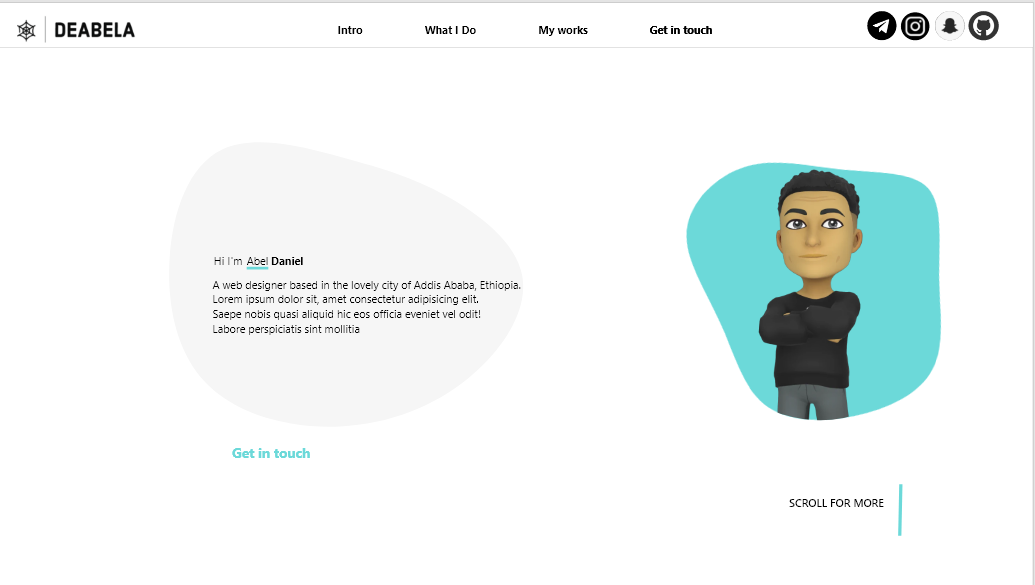 DEABELA
Intro
What I Do
My works
Get in touch
Hi I'm Abel Daniel
A web designer based in the lovely city of Addis Ababa, Ethiopia.
Lorem ipsum dolor sit, amet consectetur adipisicing elit.
Saepe nobis quasi aliquid hic eos officia eveniet vel odit!
Labore perspiciatis sint mollitia
Get in touch
SCROLL FOR MORE